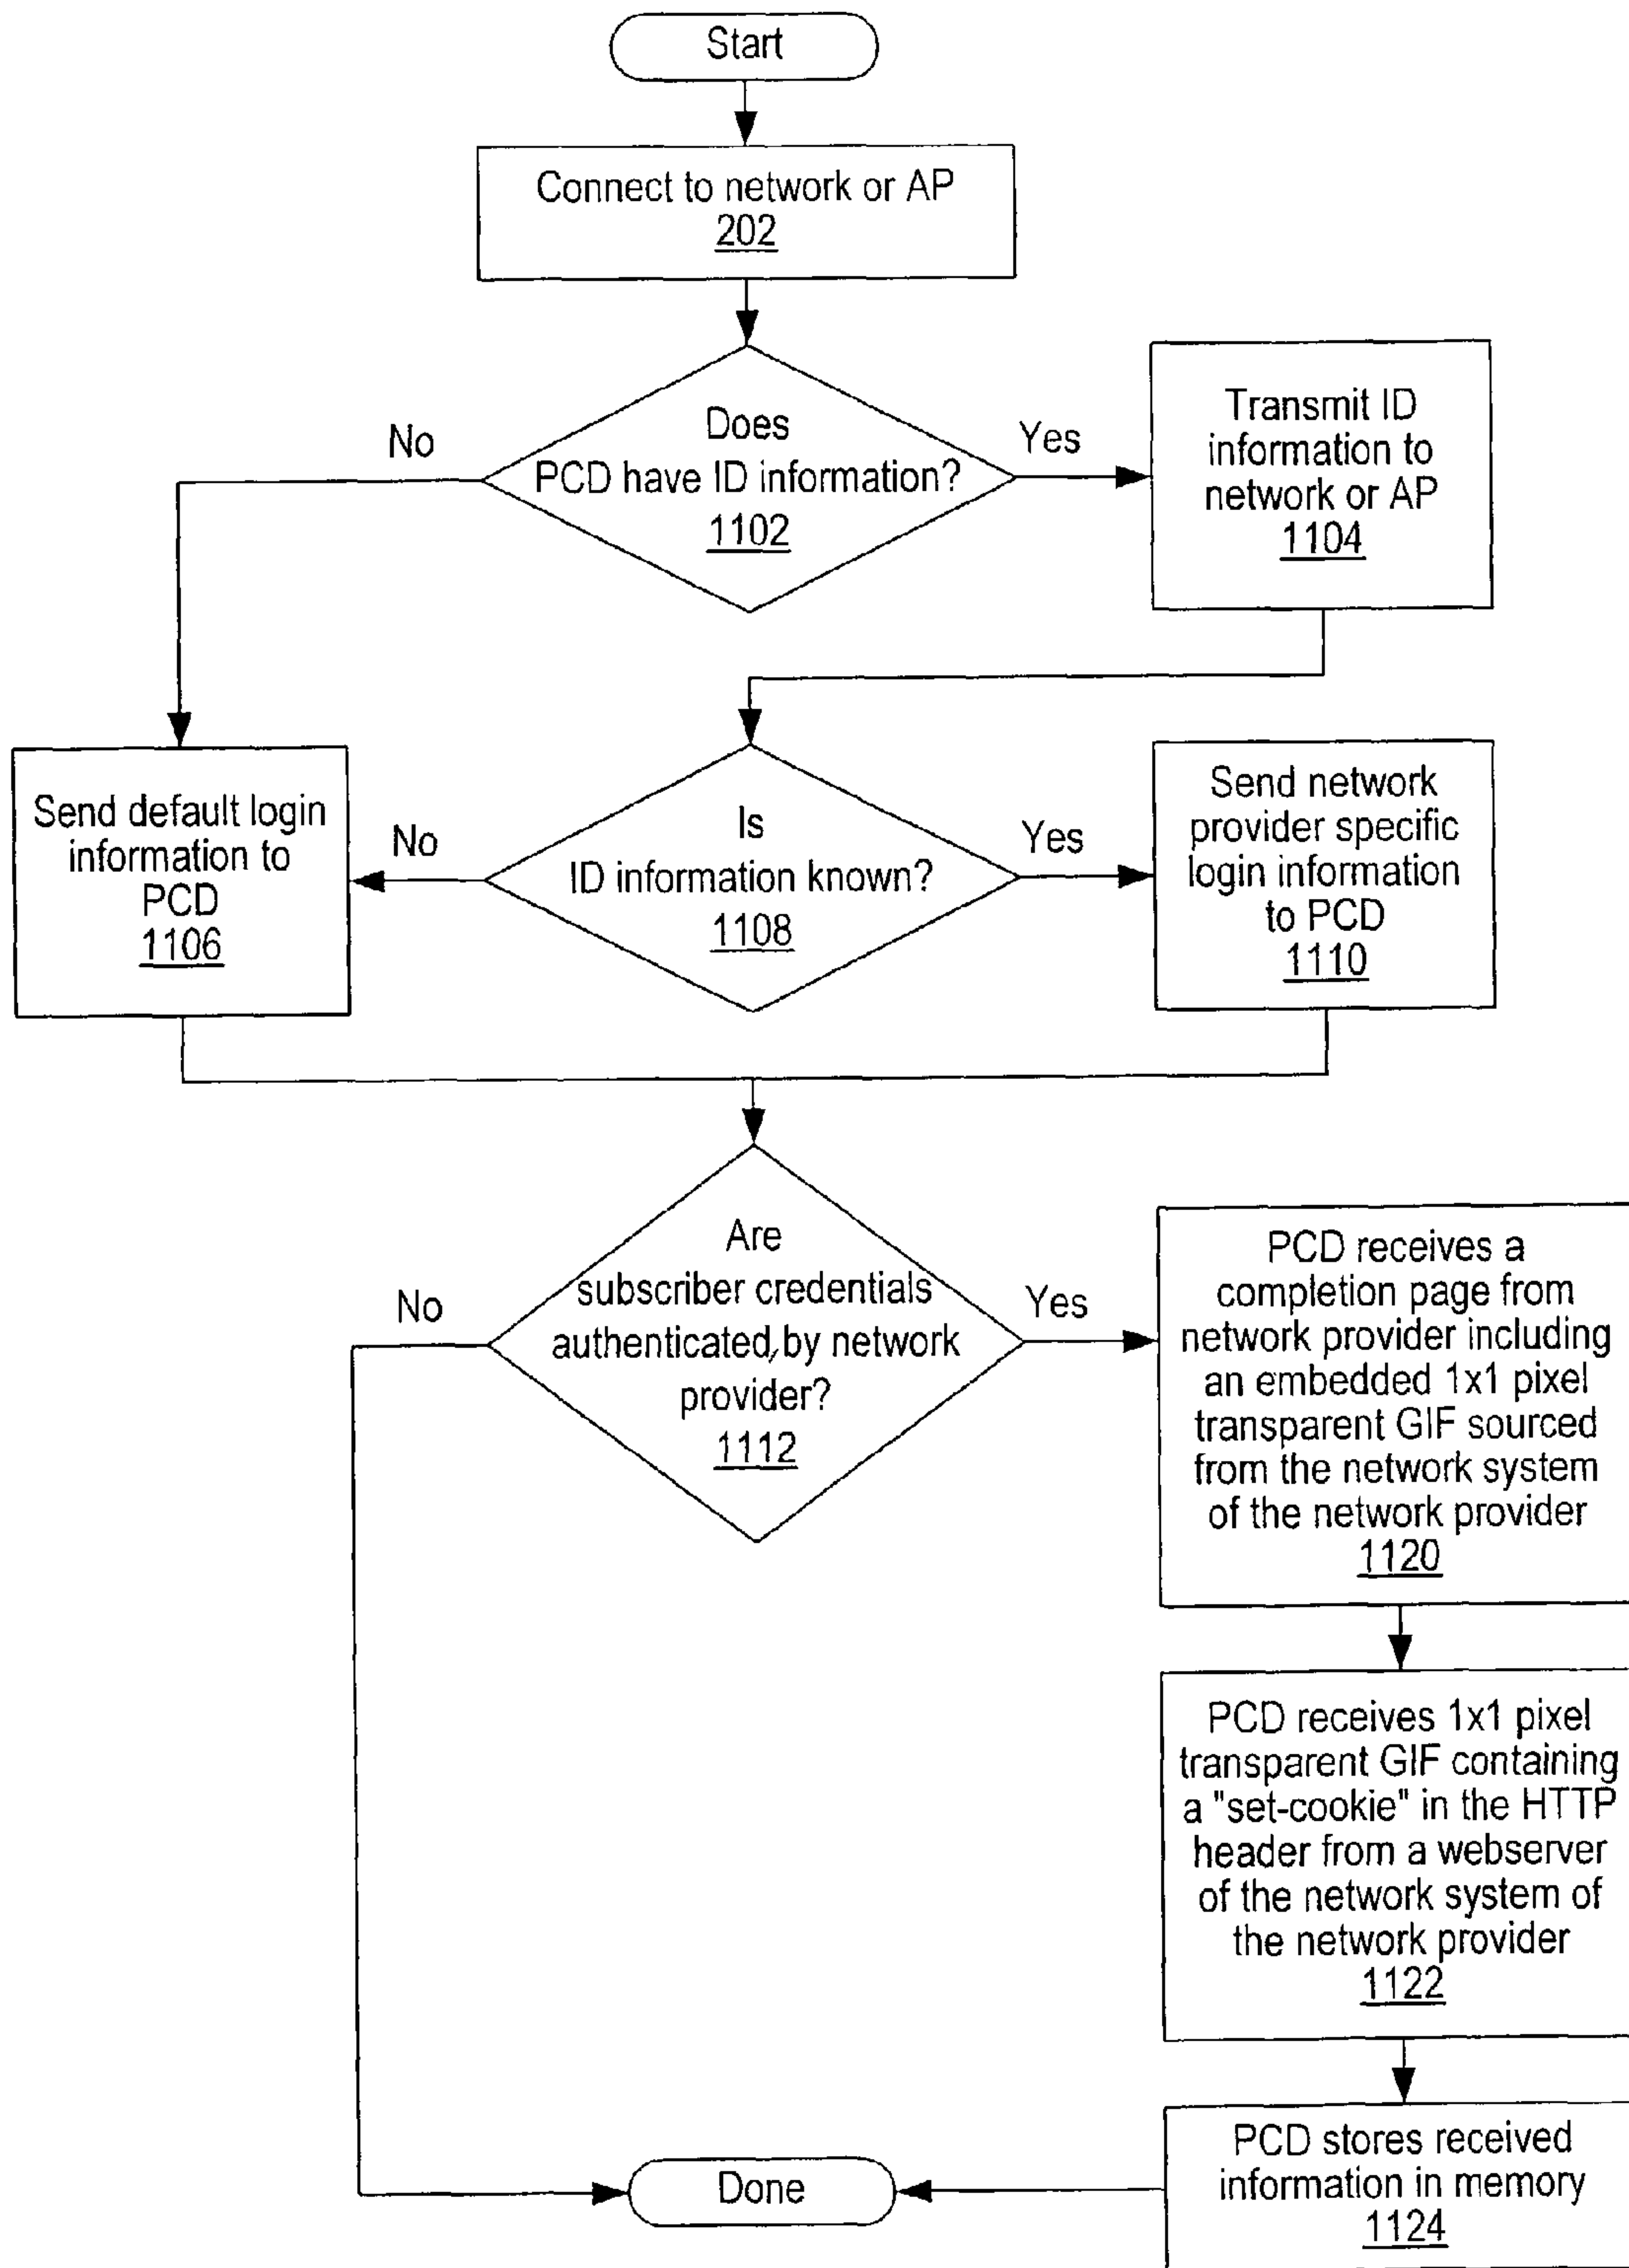 Start
Connect to network or AP
202
Does
PCD have ID information?
1102
No
Yes
Transmit ID
information to
network or AP
1104
Send default login
information to
PCD
1106
No
Is
ID information known?
1108
Yes
Send network
provider specific
login information
to PCD
1110
Are
subscriber credentials
authenticated, by network
provider?
1112
No
Yes
PCD receives a
completion page from
network provider including
an embedded 1x1 pixel
transparent GIF sourced
from the network system
of the network provider
1120
PCD receives 1x1 pixel
transparent GIF containing
a "set-cookie" in the HTTP
header from a webserver
of the network system of
the network provider
1122
PCD stores received
information in memory
1124
Done